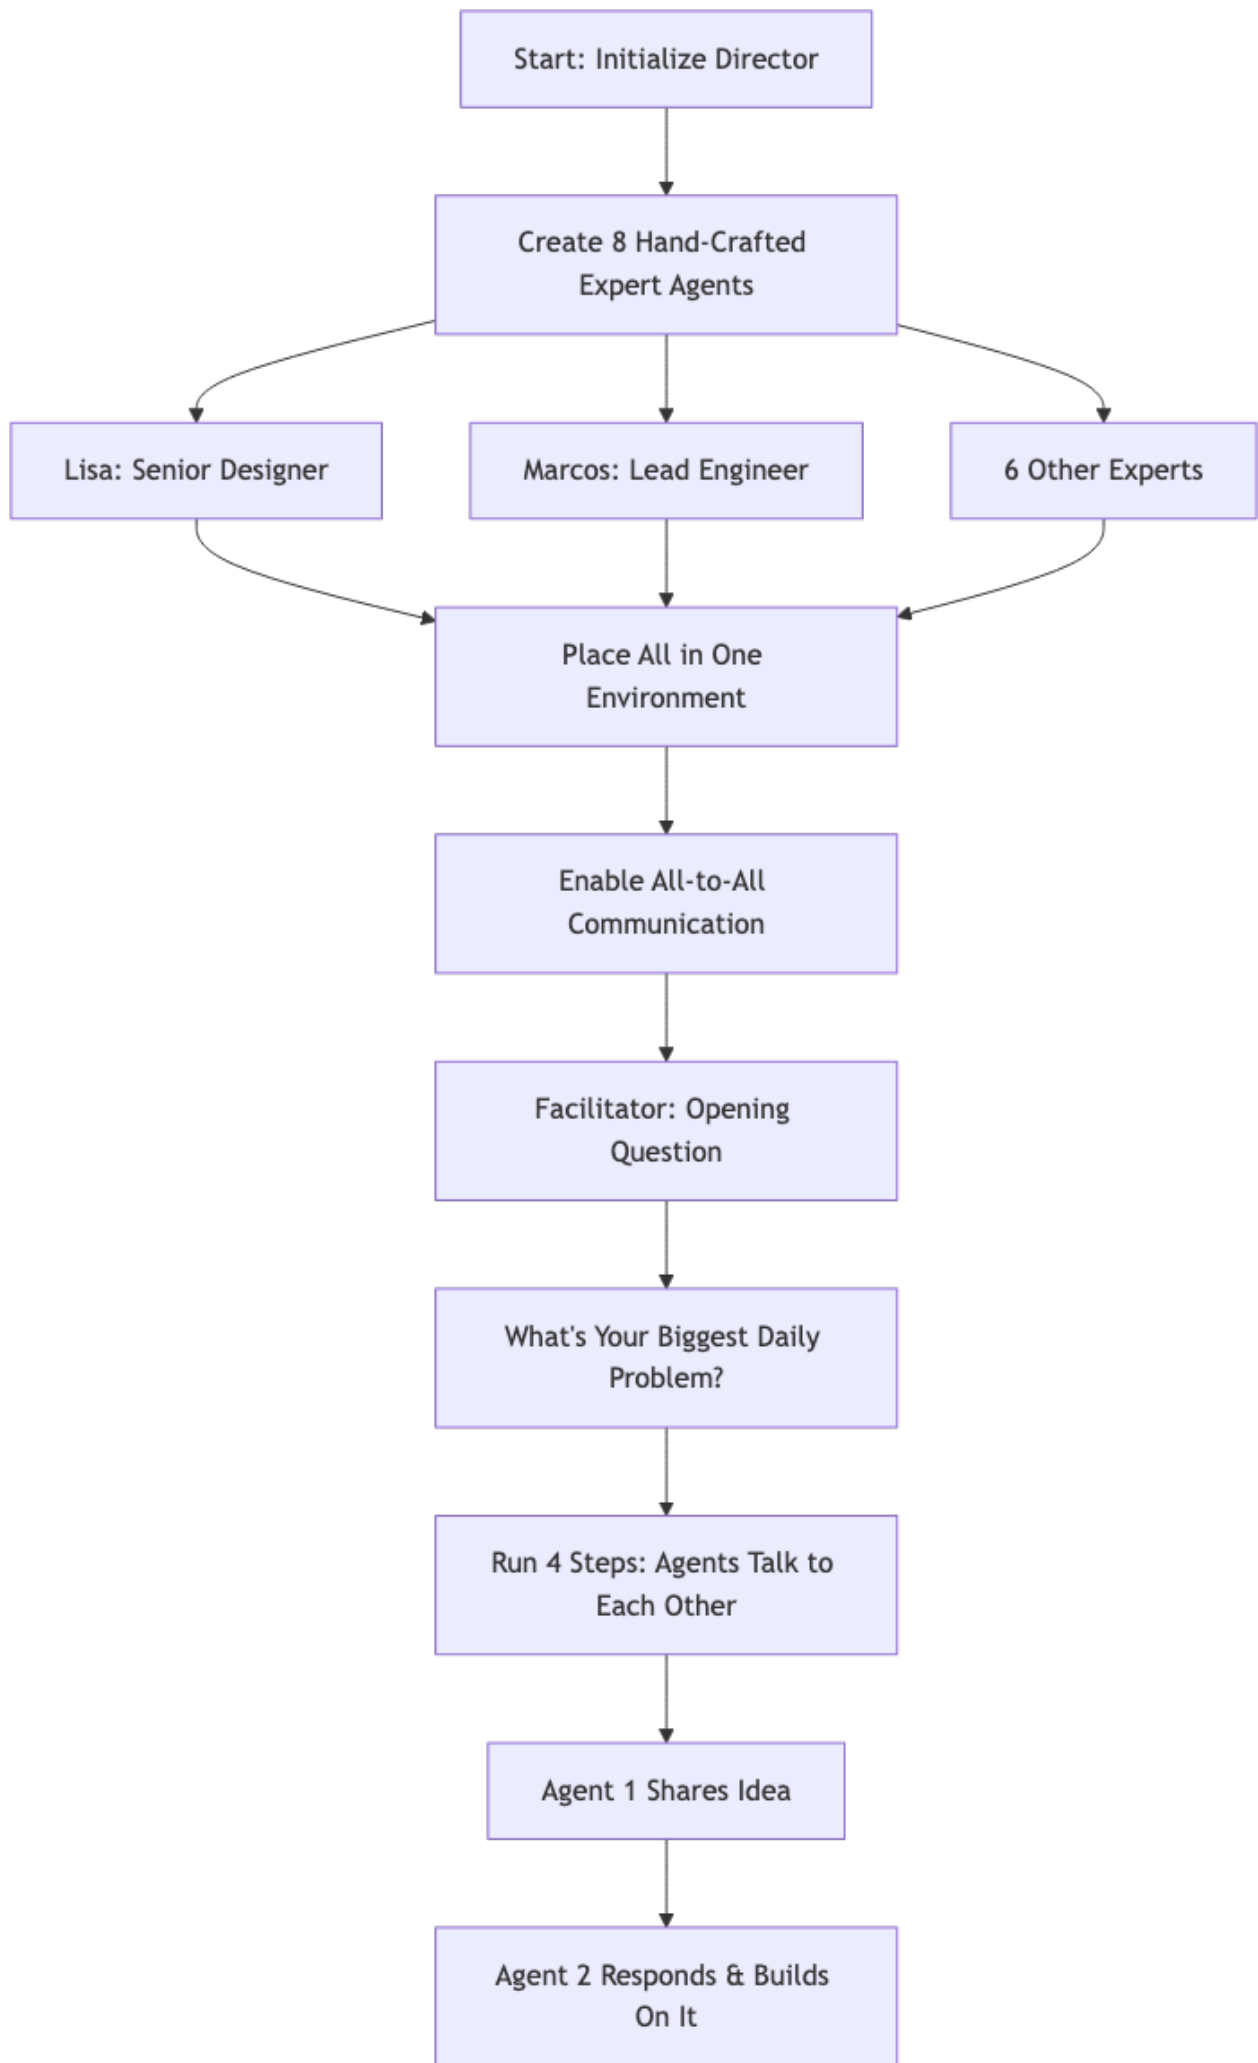 Start: Initialize Director
Create 8 Hand-Crafted
Expert Agents
Lisa: Senior Designer
Marcos: Lead Engineer
6 Other Experts
Place All in One
Environment
Enable All-to-All
Communication
Facilitator: Opening
Question
What's Your Biggest Daily
Problem?
Run 4 Steps: Agents Talk to
Each Other
Agent 1 Shares Idea
Agent 2 Responds & Builds
On It